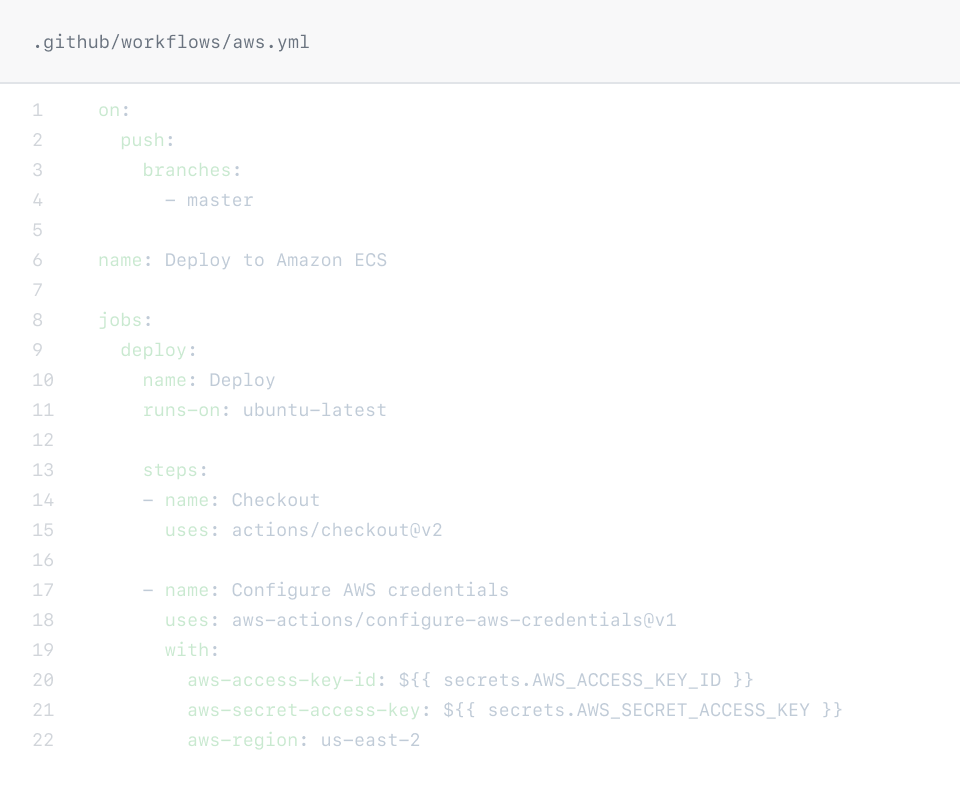 .github/workflows/aws.yml
1 on:
2   push:
3     branches:
4       - master
5
6 name: Deploy to Amazon ECS
7
8 jobs:
9   deploy:
10     name: Deploy
11     runs-on: ubuntu-latest
12
13     steps:
14     - name: Checkout
15       uses: actions/checkout@v2
16
17     - name: Configure AWS credentials
18       uses: aws-actions/configure-aws-credentials@v1
19       with:
20         aws-access-key-id: ${{ secrets.AWS_ACCESS_KEY_ID }}
21         aws-secret-access-key: ${{ secrets.AWS_SECRET_ACCESS_KEY }}
22         aws-region: us-east-2